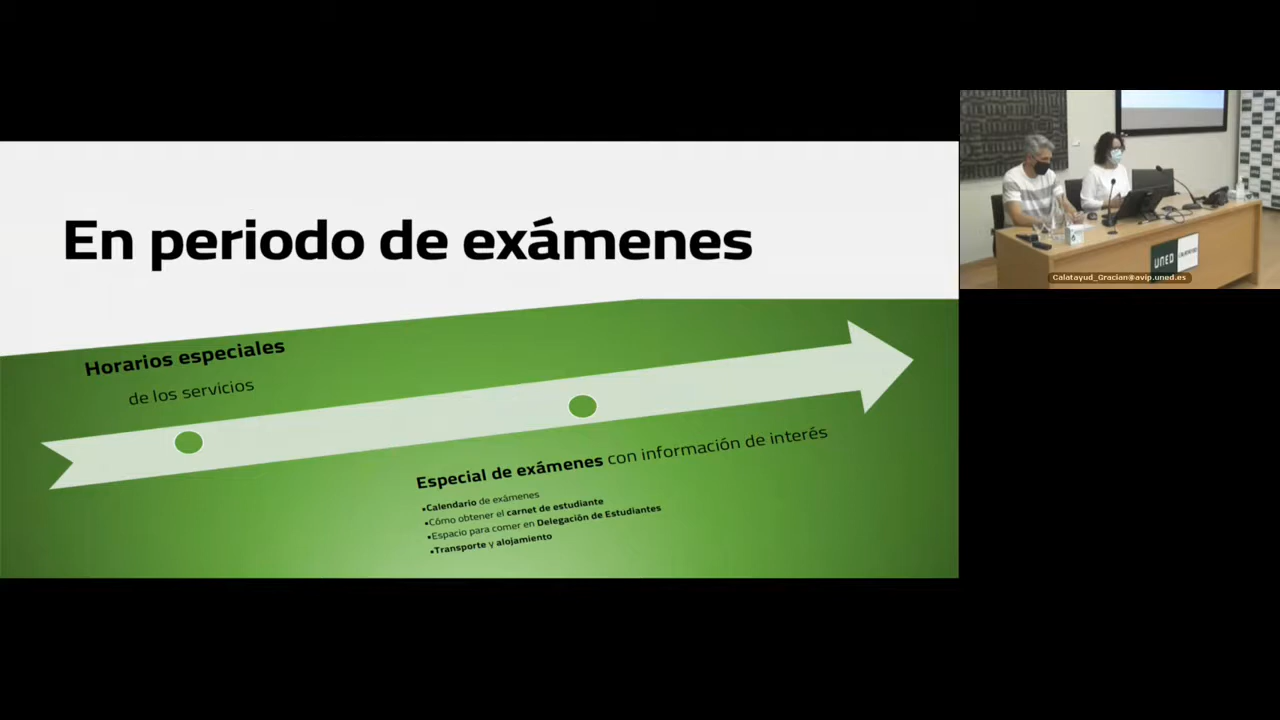 En periodo de exámenes
Horarios especiales
de los servicios
Especial de exámenes con información de interés
▪Calendario de exámenes
▪Cómo obtener el carnet de estudiante
▪Espacio para comer en Delegación de Estudiantes
▪Transporte y alojamiento
UNED
Calatayud_Gracian@avip.uned.es